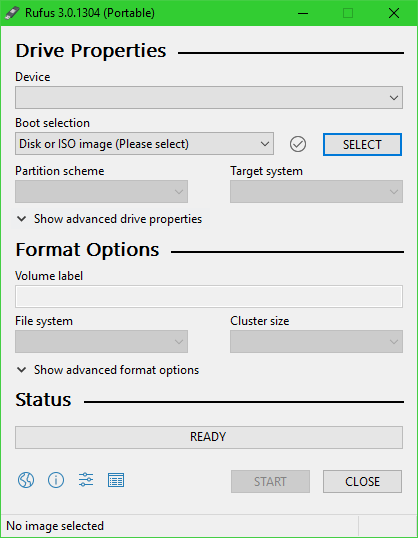 Rufus 3.0.1304 (Portable)
Drive Properties
Device
Boot selection
Disk or ISO image (Please select)
SELECT
Partition scheme
Target system
Show advanced drive properties
Format Options
Volume label
File system
Cluster size
Show advanced format options
Status
READY
START
CLOSE
No image selected